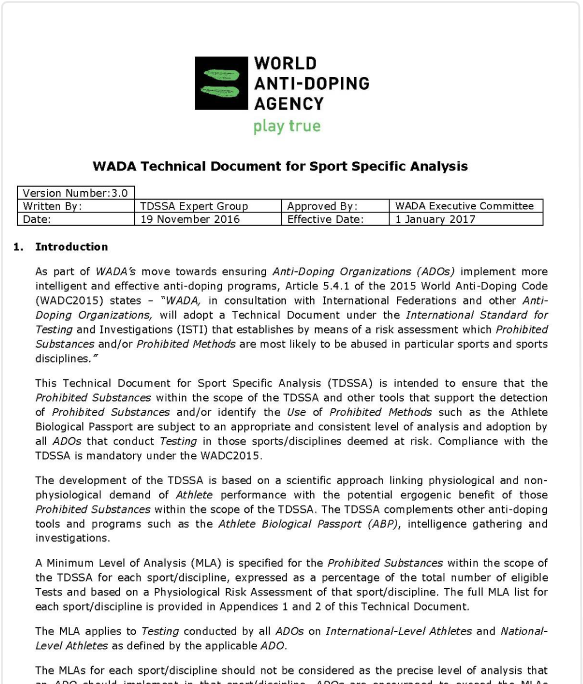 WORLD
ANTI-DOPING
AGENCY
play true
WADA Technical Document for Sport Specific Analysis
Version Number:3.0
Written By: TDSSA Expert Group Approved By: WADA Executive Committee
Date: 19 November 2016 Effective Date: 1 January 2017
1. Introduction
As part of WADA's move towards ensuring Anti-Doping Organizations (ADOs) implement more
intelligent and effective anti-doping programs, Article 5.4.1 of the 2015 World Anti-Doping Code
(WADC2015) states – "WADA, in consultation with International Federations and other Anti-
Doping Organizations, will adopt a Technical Document under the International Standard for
Testing and Investigations (ISTI) that establishes by means of a risk assessment which Prohibited
Substances and/or Prohibited Methods are most likely to be abused in particular sports and sports
disciplines."
This Technical Document for Sport Specific Analysis (TDSSA) is intended to ensure that the
Prohibited Substances within the scope of the TDSSA and other tools that support the detection
of Prohibited Substances and/or identify the Use of Prohibited Methods such as the Athlete
Biological Passport are subject to an appropriate and consistent level of analysis and adoption by
all ADOs that conduct Testing in those sports/disciplines deemed at risk. Compliance with the
TDSSA is mandatory under the WADC2015.
The development of the TDSSA is based on a scientific approach linking physiological and non-
physiological demand of Athlete performance with the potential ergogenic benefit of those
Prohibited Substances within the scope of the TDSSA. The TDSSA complements other anti-doping
tools and programs such as the Athlete Biological Passport (ABP), intelligence gathering and
investigations.
A Minimum Level of Analysis (MLA) is specified for the Prohibited Substances within the scope of
the TDSSA for each sport/discipline, expressed as a percentage of the total number of eligible
Tests and based on a Physiological Risk Assessment of that sport/discipline. The full MLA list for
each sport/discipline is provided in Appendices 1 and 2 of this Technical Document.
The MLA applies to Testing conducted by all ADOs on International-Level Athletes and National-
Level Athletes as defined by the applicable ADO.
The MLAs for each sport/discipline should not be considered as the precise level of analysis that
an ADO should implement in that sport/discipline. ADOs are encouraged to exceed the MLAs